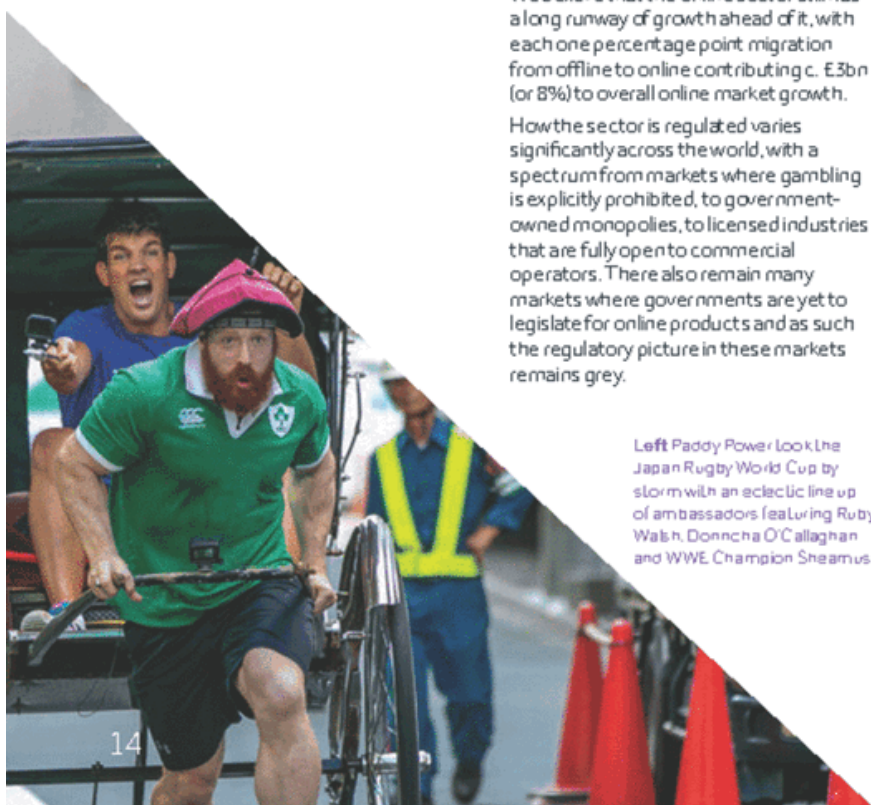 a long runway of growth ahead of it, with
each one percentage point migration
from offline to online contributing c. £3bn
(or 8%) to overall online market growth.
How the sector is regulated varies
significantly across the world, with a
spectrum from markets where gambling
is explicitly prohibited, to government-
owned monopolies, to licensed industries
that are fully open to commercial
operators. There also remain many
markets where governments are yet to
legislate for online products and as such
the regulatory picture in these markets
remains grey.
Left Paddy Power took the
Japan Rugby World Cup by
storm with an eclectic line up
of ambassadors featuring Ruby
Walsh, Donncha O'Callaghan
and WWE Champion Sheamus
14